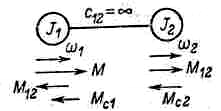 C₁₂=∞
J₁ J₂
ω₁ ω₂
M M₁₂
M₁₂ Mc1 Mc2